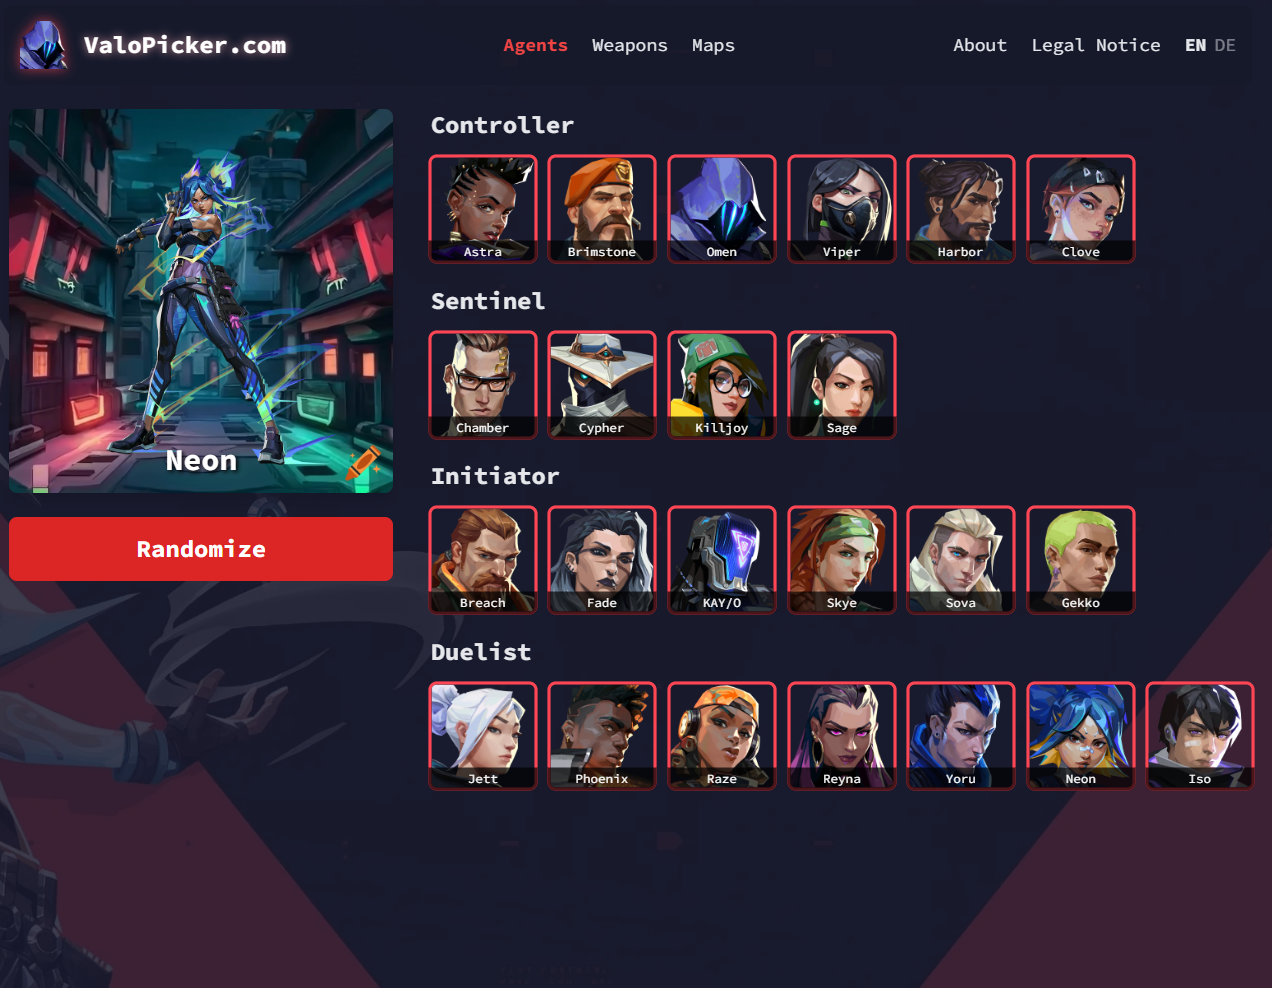 ValoPicker.com
Agents Weapons Maps
About Legal Notice EN DE
Neon
Randomize
Controller
Astra Brimstone Omen Viper Harbor Clove
Sentinel
Chamber Cypher Killjoy Sage
Initiator
Breach Fade KAY/O Skye Sova Gekko
Duelist
Jett Phoenix Raze Reyna Yoru Neon Iso